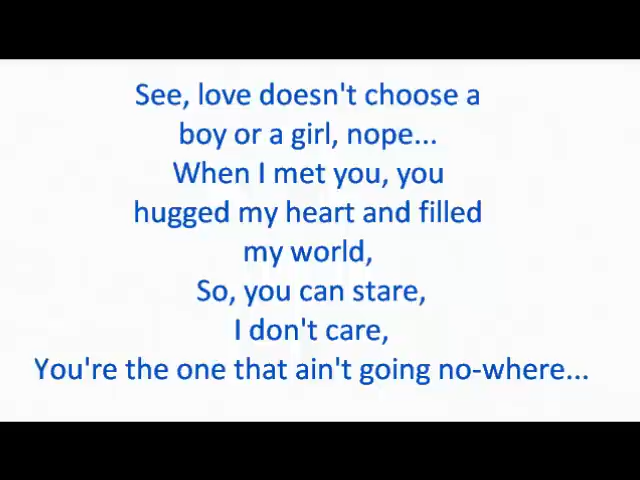 See, love doesn't choose a
boy or a girl, nope...
When I met you, you
hugged my heart and filled
my world,
So, you can stare,
I don't care,
You're the one that ain't going no-where...